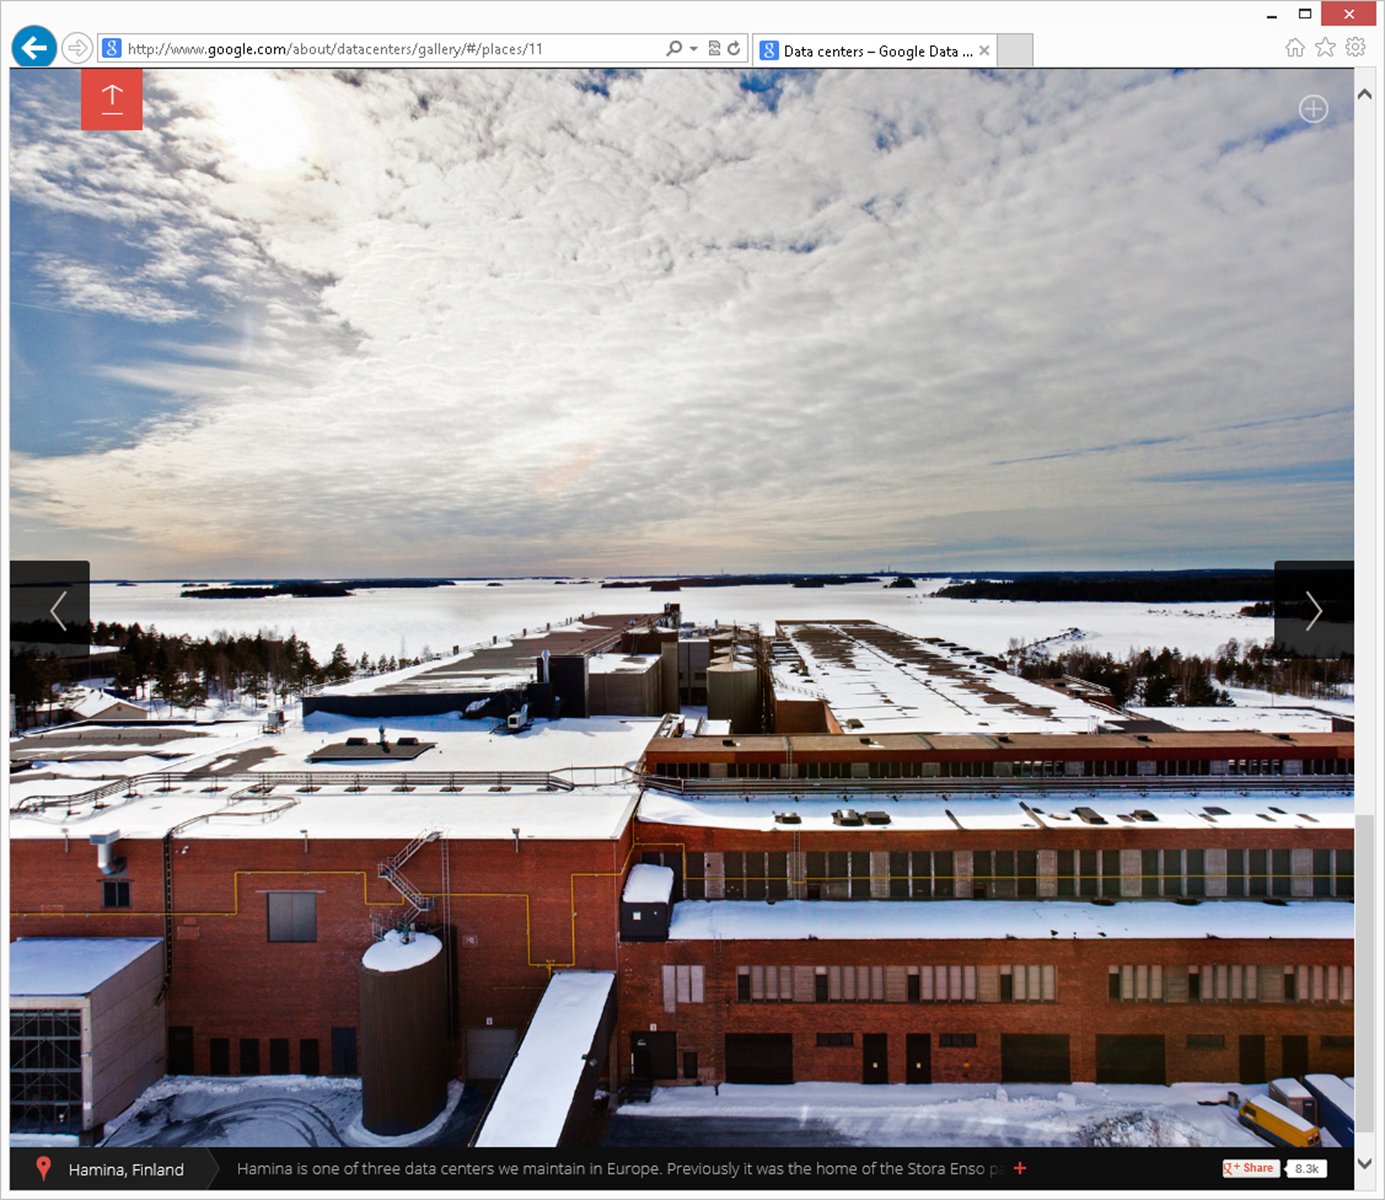 http://www.google.com/about/datacenters/gallery/#/places/11
Data centers – Google Data ...
Hamina, Finland
Hamina is one of three data centers we maintain in Europe. Previously it was the home of the Stora Enso
g+ Share
8.3k